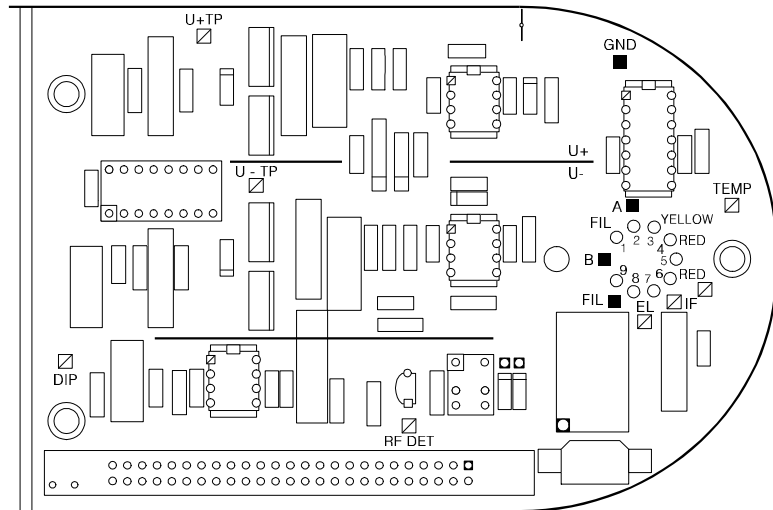 U+TP
GND
U+
U-
U - TP
TEMP
A
FIL
YELLOW
1
2
3
4
RED
B
5
9
6
RED
8
7
FIL
EL
IF
DIP
RF DET